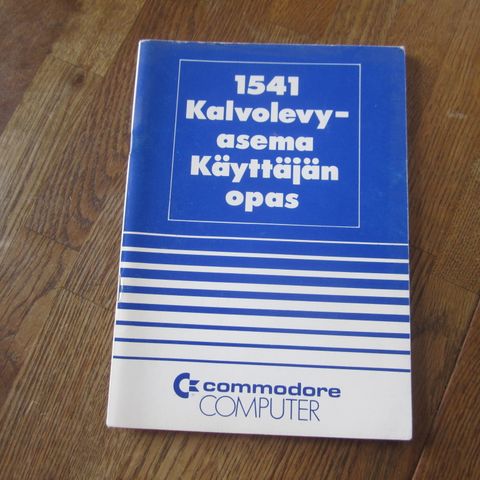 1541
Kalvolevy-
asema
Käyttäjän
opas
commodore
COMPUTER